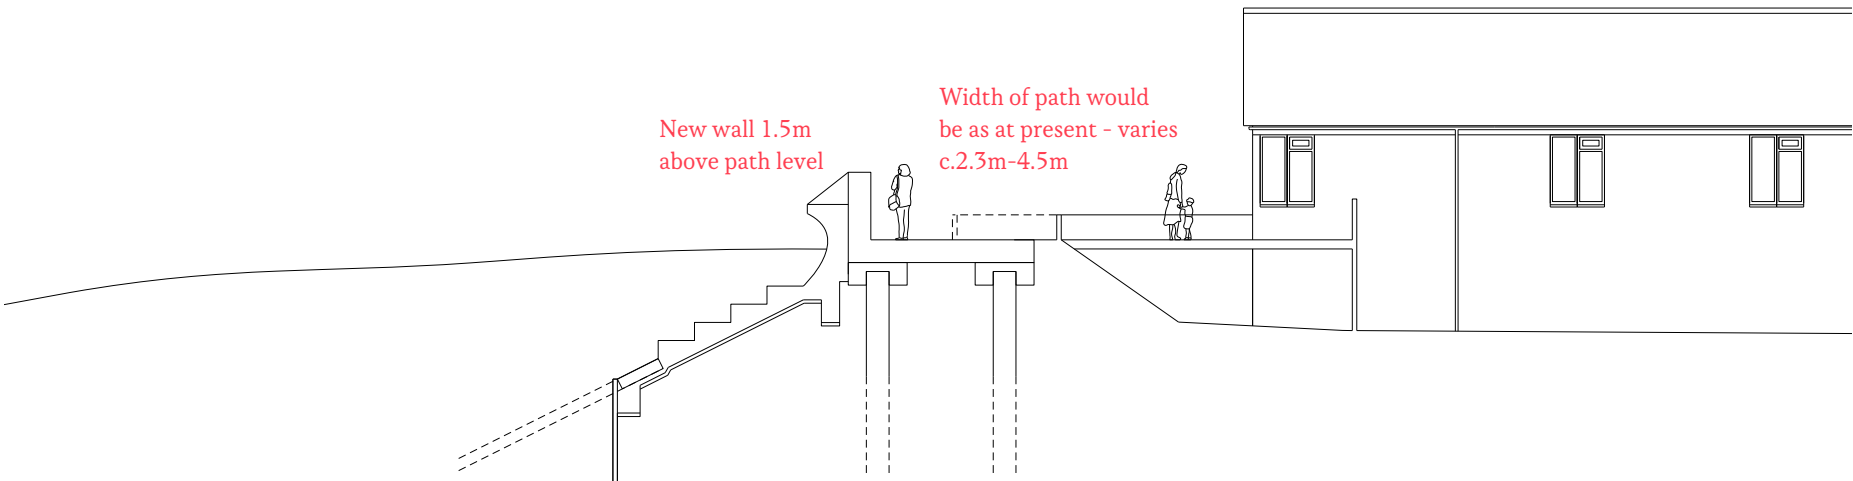 New wall 1.5m
above path level
Width of path would
be as at present - varies
c.2.3m-4.5m